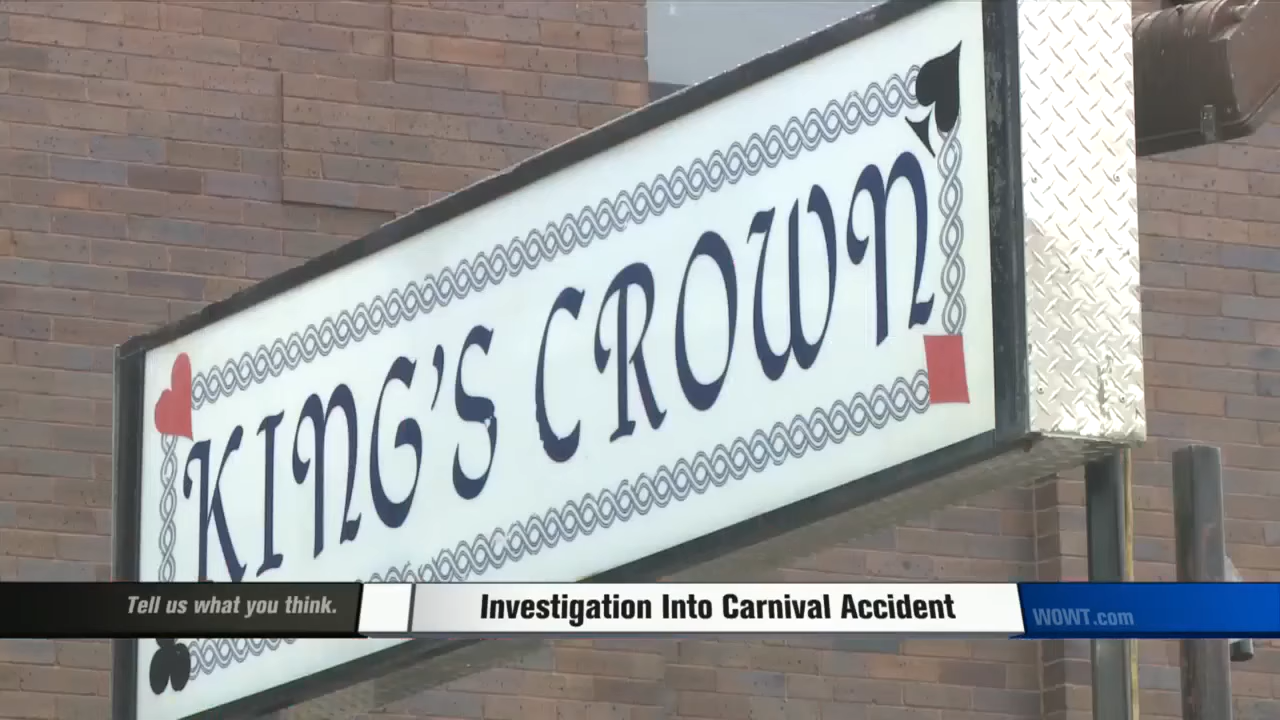 KING'S CROWN
Tell us what you think.
Investigation Into Carnival Accident
WOWT.com